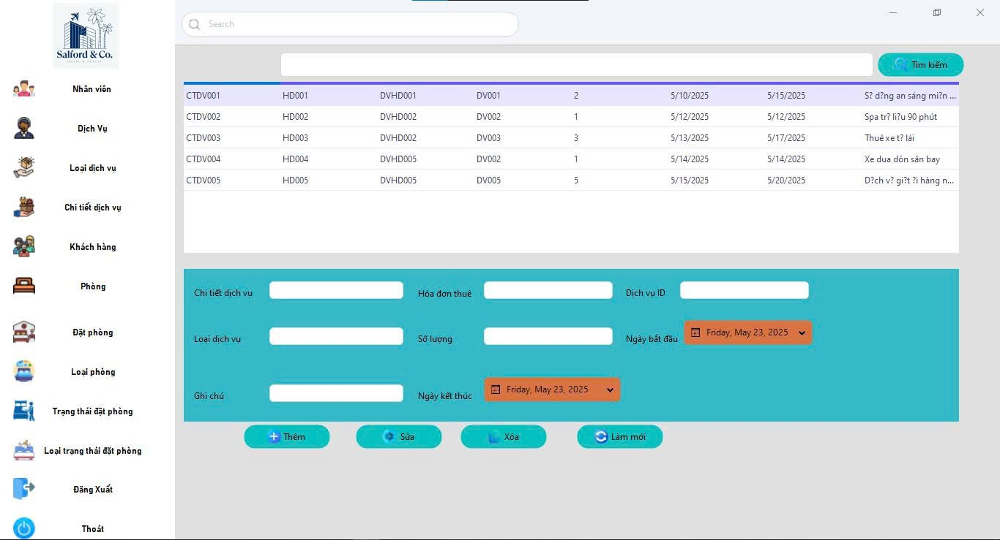 Salford & Co.
HOTEL & TRAVEL
Search
Tìm kiếm
Nhân viên
Dịch Vụ
Loại dịch vụ
Chi tiết dịch vụ
Khách hàng
Phòng
Đặt phòng
Loại phòng
Trạng thái đặt phòng
Loại trạng thái đặt phòng
Đăng Xuất
Thoát
CTDV001 HD001 DVHD001 DV001 2 5/10/2025 5/15/2025 S? d?ng an sáng mi?n ...
CTDV002 HD002 DVHD002 DV002 1 5/12/2025 5/12/2025 Spa tr? li?u 90 phút
CTDV003 HD003 DVHD002 DV003 3 5/13/2025 5/17/2025 Thuê xe t? lái
CTDV004 HD004 DVHD005 DV002 1 5/14/2025 5/14/2025 Xe dua dón sân bay
CTDV005 HD005 DVHD005 DV005 5 5/15/2025 5/20/2025 D?ch v? gi?t ?i hàng n...
Chi tiết dịch vụ Hóa đơn thuê Dịch vụ ID
Loại dịch vụ Số lượng Ngày bắt đầu Friday, May 23, 2025
Ghi chú Ngày kết thúc Friday, May 23, 2025
Thêm Sửa Xóa Làm mới